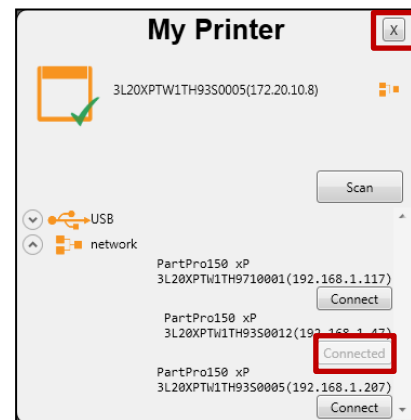 My Printer
X
3L20XPTW1TH93S0005(172.20.10.8)
Scan
USB
network
PartPro150 xP
3L20XPTW1TH9710001(192.168.1.117)
Connect
PartPro150 xP
3L20XPTW1TH93S0012(192.168.1.47)
Connected
PartPro150 xP
3L20XPTW1TH93S0005(192.168.1.207)
Connect